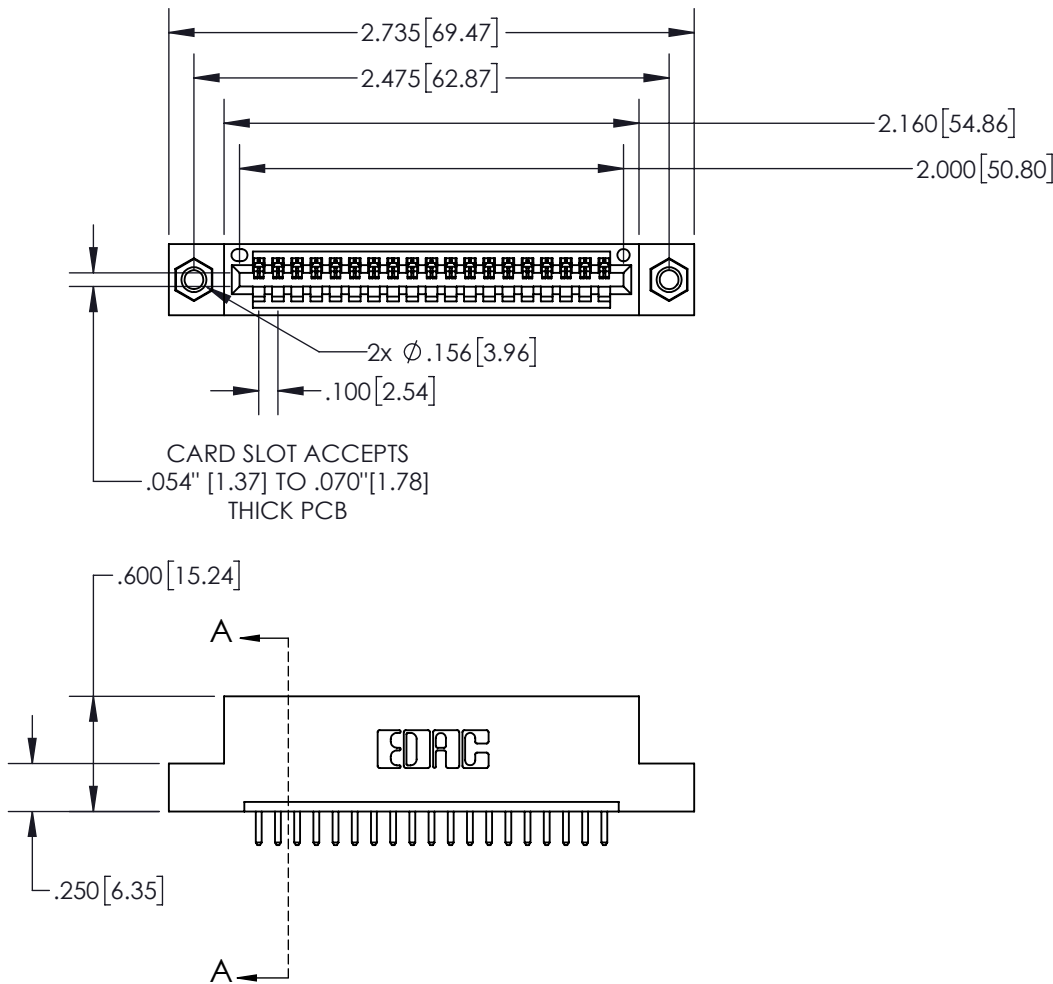 2.735[69.47]
2.475[62.87]
2.160[54.86]
2.000[50.80]
2x ∅.156[3.96]
.100[2.54]
CARD SLOT ACCEPTS
.054" [1.37] TO .070"[1.78]
THICK PCB
.600[15.24]
A
EDAC
.250[6.35]
A